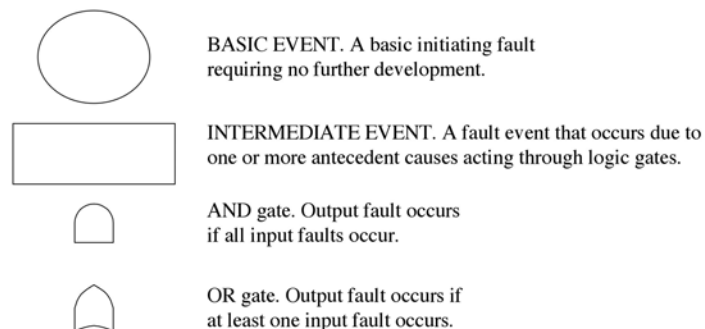 BASIC EVENT. A basic initiating fault
requiring no further development.
INTERMEDIATE EVENT. A fault event that occurs due to
one or more antecedent causes acting through logic gates.
AND gate. Output fault occurs
if all input faults occur.
OR gate. Output fault occurs if
at least one input fault occurs.